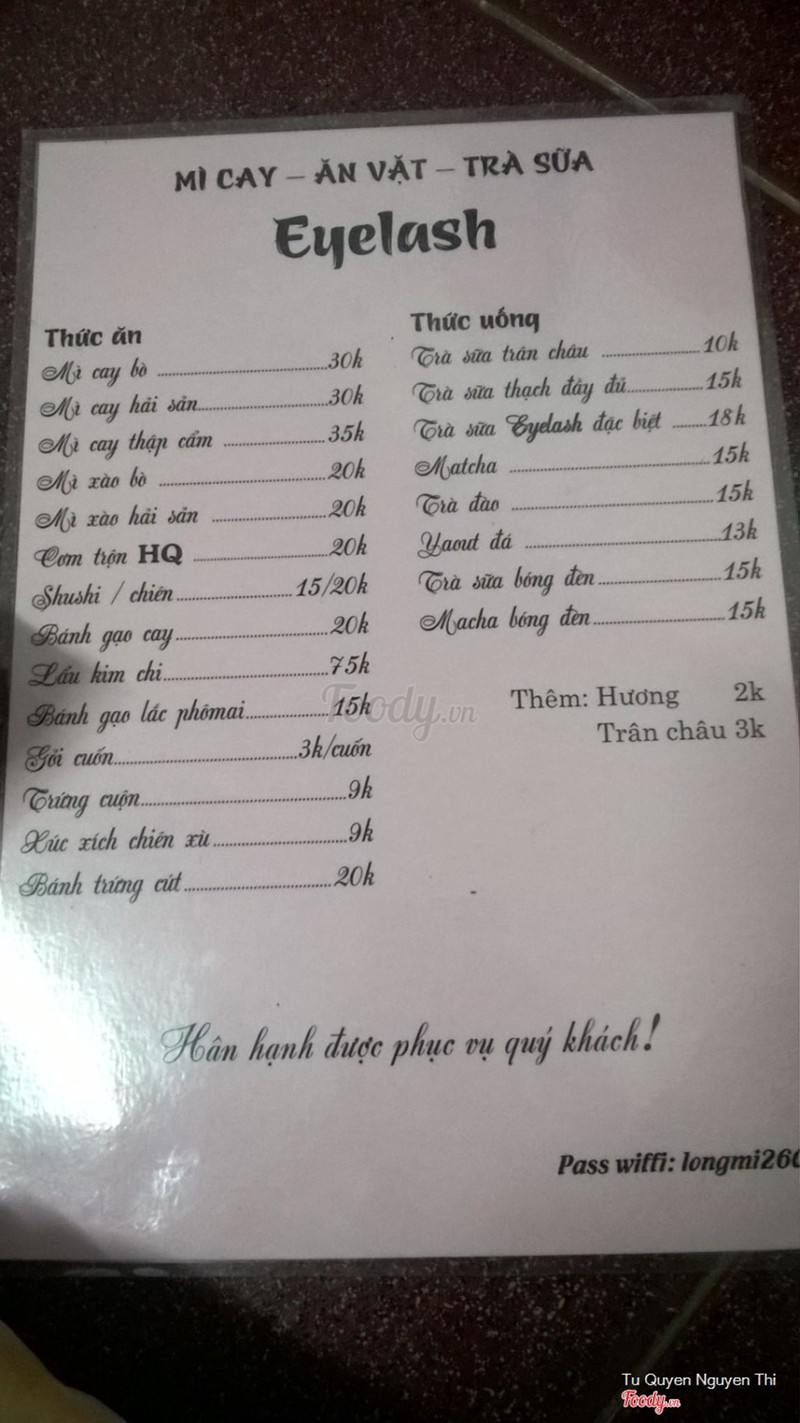 MÌ CAY – ĂN VẶT – TRÀ SỮA
Eyelash
Thức ăn
Mì cay bò ........ 30k
Mì cay hải sản ........ 30k
Mì cay thập cẩm ........ 35k
Mì xào bò ........ 20k
Mì xào hải sản ........ 20k
Cơm trộn HQ ........ 20k
Shushi / chiên ........ 15/20k
Bánh gạo cay ........ 20k
Lẩu kim chi ........ 75k
Bánh gạo lắc phômai ........ 15k
Gỏi cuốn ........ 3k/cuốn
Trứng cuộn ........ 9k
Xúc xích chiên xù ........ 9k
Bánh trứng cút ........ 20k
Thức uống
Trà sữa trân châu ........ 10k
Trà sữa thạch đầy đủ ........ 15k
Trà sữa Eyelash đặc biệt ........ 18k
Matcha ........ 15k
Trà đào ........ 15k
Yaout đá ........ 13k
Trà sữa bóng đèn ........ 15k
Macha bóng đèn ........ 15k
Thêm: Hương 2k
Trân châu 3k
Foody.vn
Hân hạnh được phục vụ quý khách!
Pass wiffi: longmi260
Tu Quyen Nguyen Thi
Foody.vn